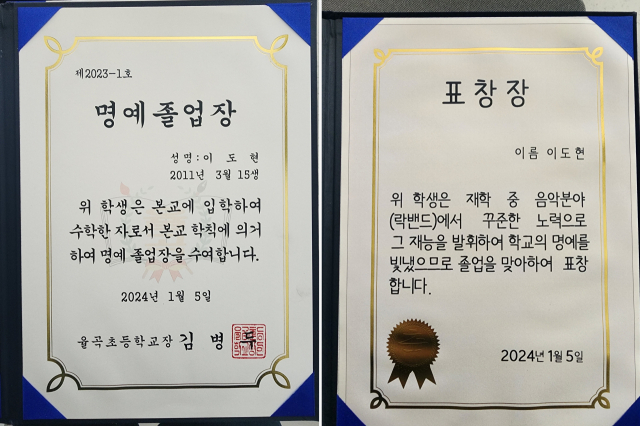 제2023-1호
명예졸업장
성명:이 도 현
2011년 3월 15생
위 학생은 본교에 입학하여
수학한 자로서 본교 학칙에 의거
하여 명예 졸업장을 수여합니다.
2024년 1월 5일
율곡초등학교장 김 병
표창장
이름 이도현
위 학생은 재학 중 음악분야
(락밴드)에서 꾸준한 노력으로
그 재능을 발휘하여 학교의 명예를
빛냈으므로 졸업을 맞아하여 표창
합니다.
2024년 1월 5일